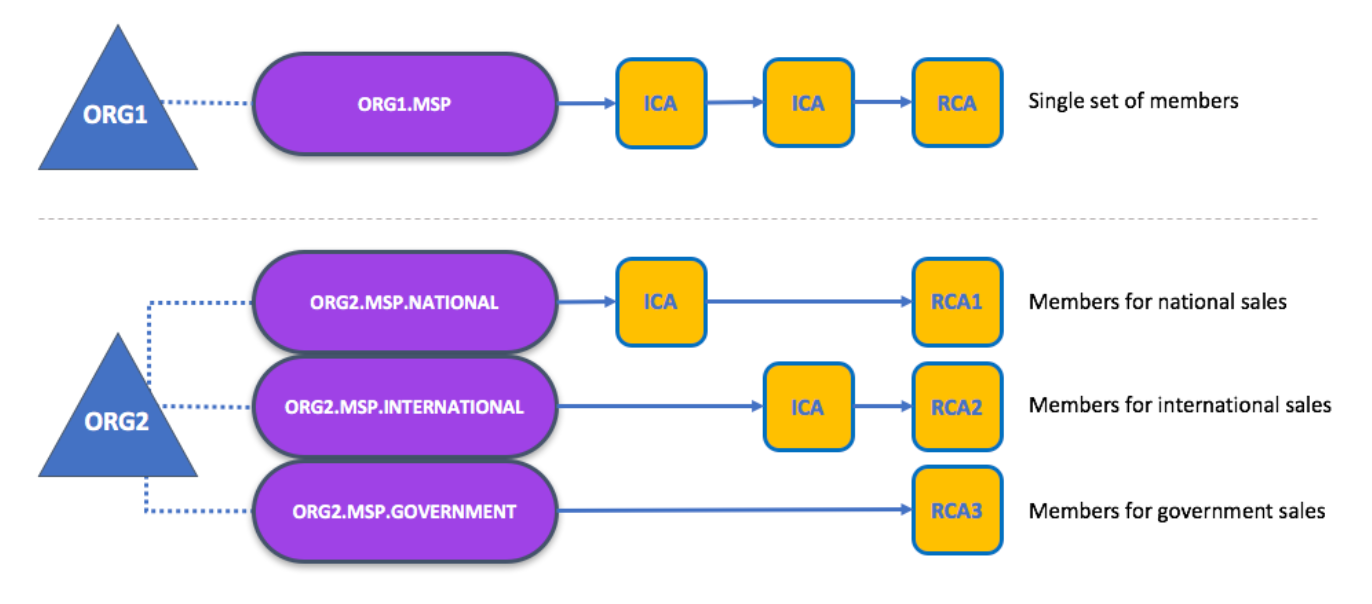 ORG1
ORG1.MSP
ICA
ICA
RCA
Single set of members
ORG2.MSP.NATIONAL
ICA
RCA1
Members for national sales
ORG2
ORG2.MSP.INTERNATIONAL
ICA
RCA2
Members for international sales
ORG2.MSP.GOVERNMENT
RCA3
Members for government sales